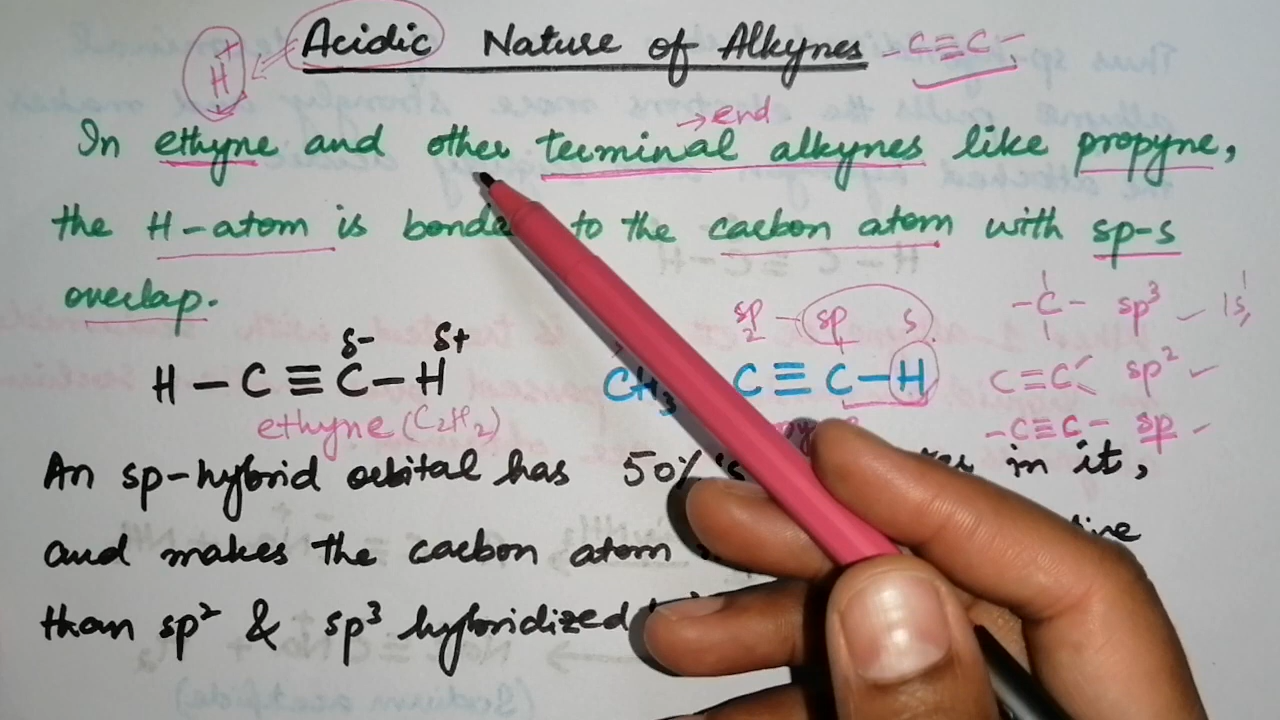 Acidic Nature of Alkynes -C≡C-
H⁺
→end
In ethyne and other terminal alkynes like propyne,
the H-atom is bonde to the carbon atom with sp-s
overlap.
sp² sp s
-C- sp³ 1s¹
δ- δ+
H-C≡C-H
CH₃ C≡C-H
C=C sp²
ethyne (C₂H₂)
-C≡C- sp
An sp-hybrid orbital has 50% in it,
and makes the carbon atom
than sp² & sp³ hybridized